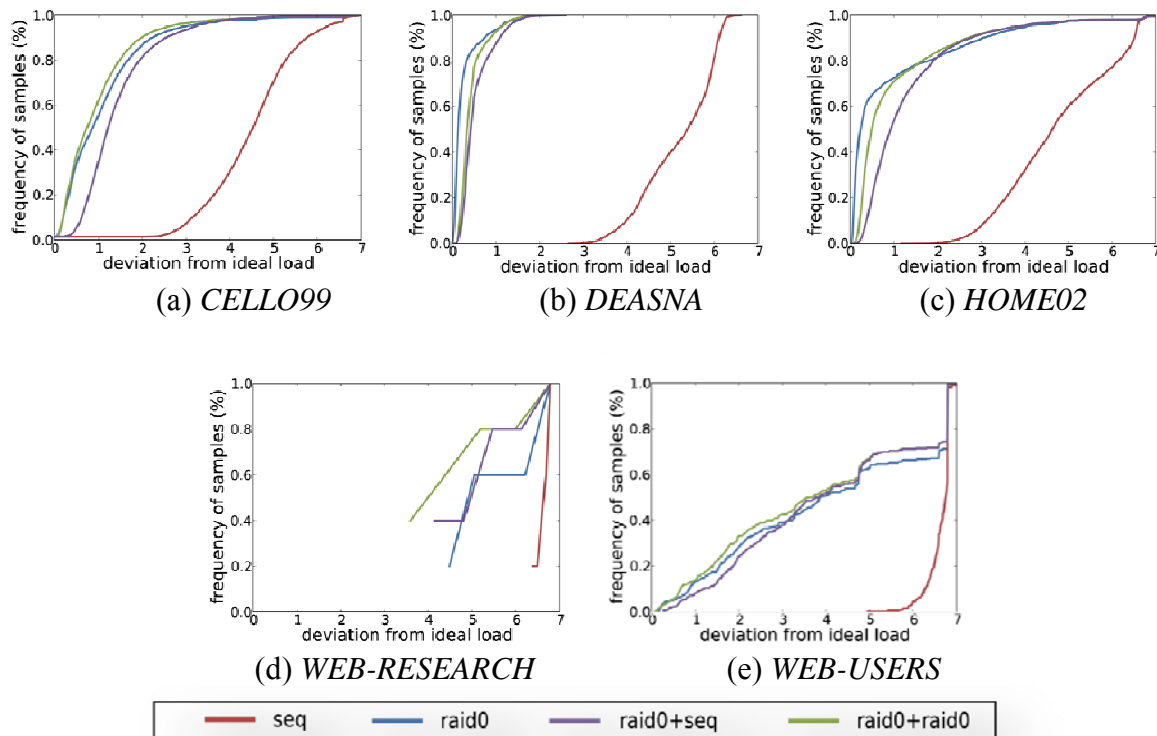 frequency of samples (%)
1.0
0.8
0.6
0.4
0.2
0.0
0 1 2 3 4 5 6 7
deviation from ideal load
(a) CELLO99
frequency of samples (%)
1.0
0.8
0.6
0.4
0.2
0.0
0 1 2 3 4 5 6 7
deviation from ideal load
(b) DEASNA
frequency of samples (%)
1.0
0.8
0.6
0.4
0.2
0.0
0 1 2 3 4 5 6 7
deviation from ideal load
(c) HOME02
frequency of samples (%)
1.0
0.8
0.6
0.4
0.2
0.0
0 1 2 3 4 5 6 7
deviation from ideal load
(d) WEB-RESEARCH
frequency of samples (%)
1.0
0.8
0.6
0.4
0.2
0.0
0 1 2 3 4 5 6 7
deviation from ideal load
(e) WEB-USERS
seq raid0 raid0+seq raid0+raid0